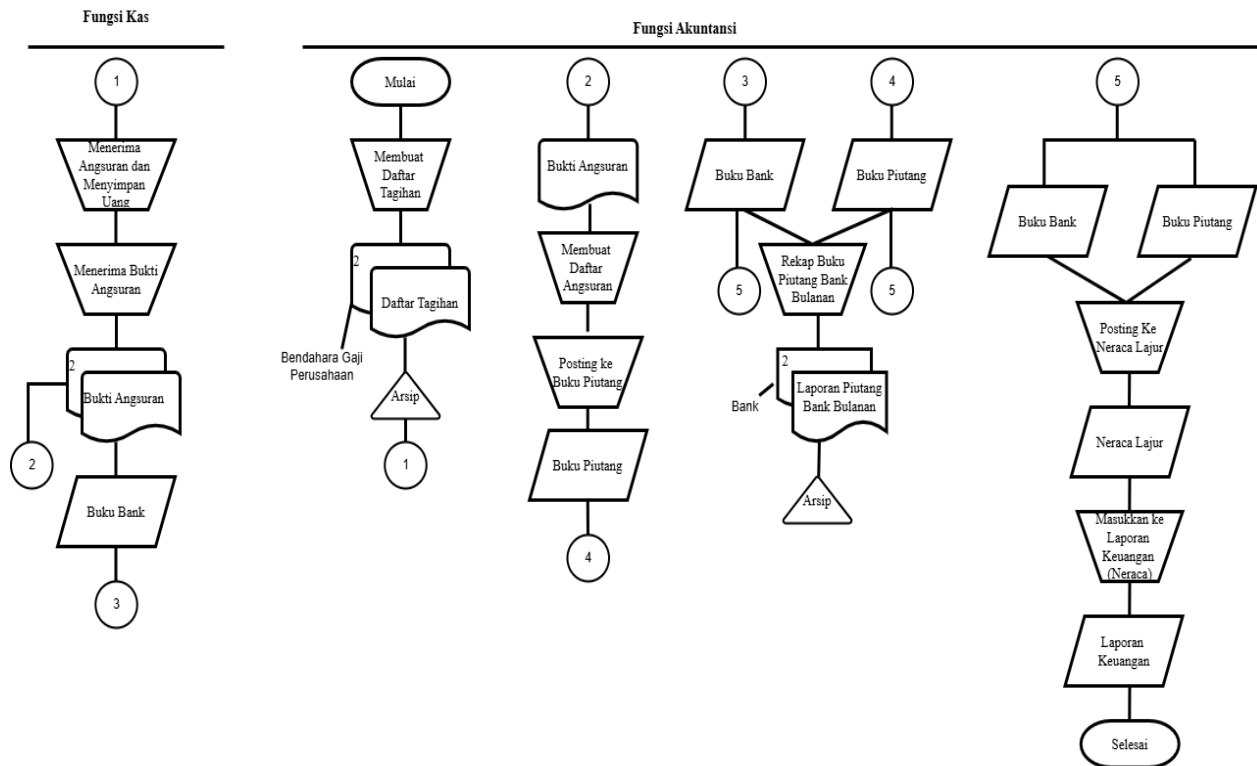 Fungsi Kas
1
Menerima
Angsuran dan
Menyimpan
Uang
Menerima Bukti
Angsuran
2
Bukti Angsuran
2
Buku Bank
3
Fungsi Akuntansi
Mulai
Membuat
Daftar
Tagihan
2
Daftar Tagihan
Bendahara Gaji
Perusahaan
Arsip
1
2
Bukti Angsuran
Membuat
Daftar
Angsuran
Posting ke
Buku Piutang
Buku Piutang
4
3
4
Buku Bank
Buku Piutang
5
Rekap Buku
Piutang Bank
Bulanan
5
2
Laporan Piutang
Bank Bulanan
Bank
Arsip
5
Buku Bank
Buku Piutang
Posting Ke
Neraca Lajur
Neraca Lajur
Masukkan ke
Laporan
Keuangan
(Neraca)
Laporan
Keuangan
Selesai